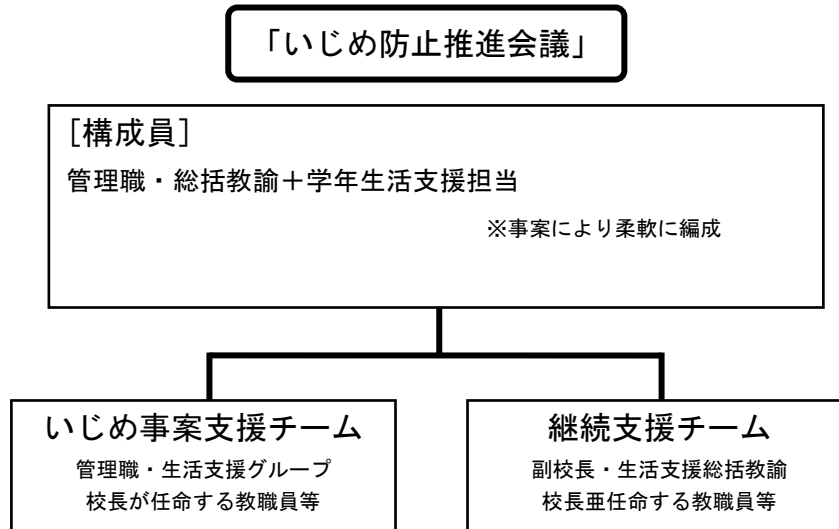 「いじめ防止推進会議」
［構成員］
管理職・総括教諭＋学年生活支援担当
※事案により柔軟に編成
いじめ事案支援チーム
管理職・生活支援グループ
校長が任命する教職員等
継続支援チーム
副校長・生活支援総括教諭
校長亜任命する教職員等